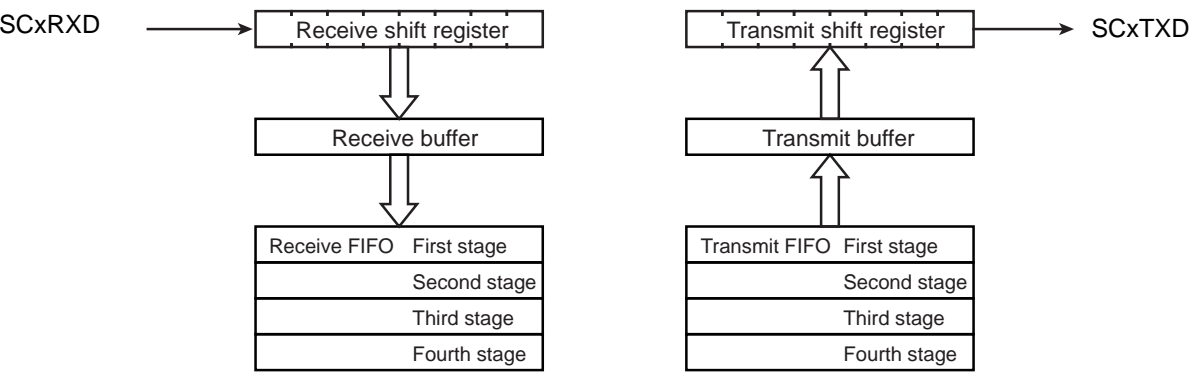 SCxRXD
Receive shift register
Receive buffer
Receive FIFO First stage
Second stage
Third stage
Fourth stage
Transmit shift register
SCxTXD
Transmit buffer
Transmit FIFO First stage
Second stage
Third stage
Fourth stage